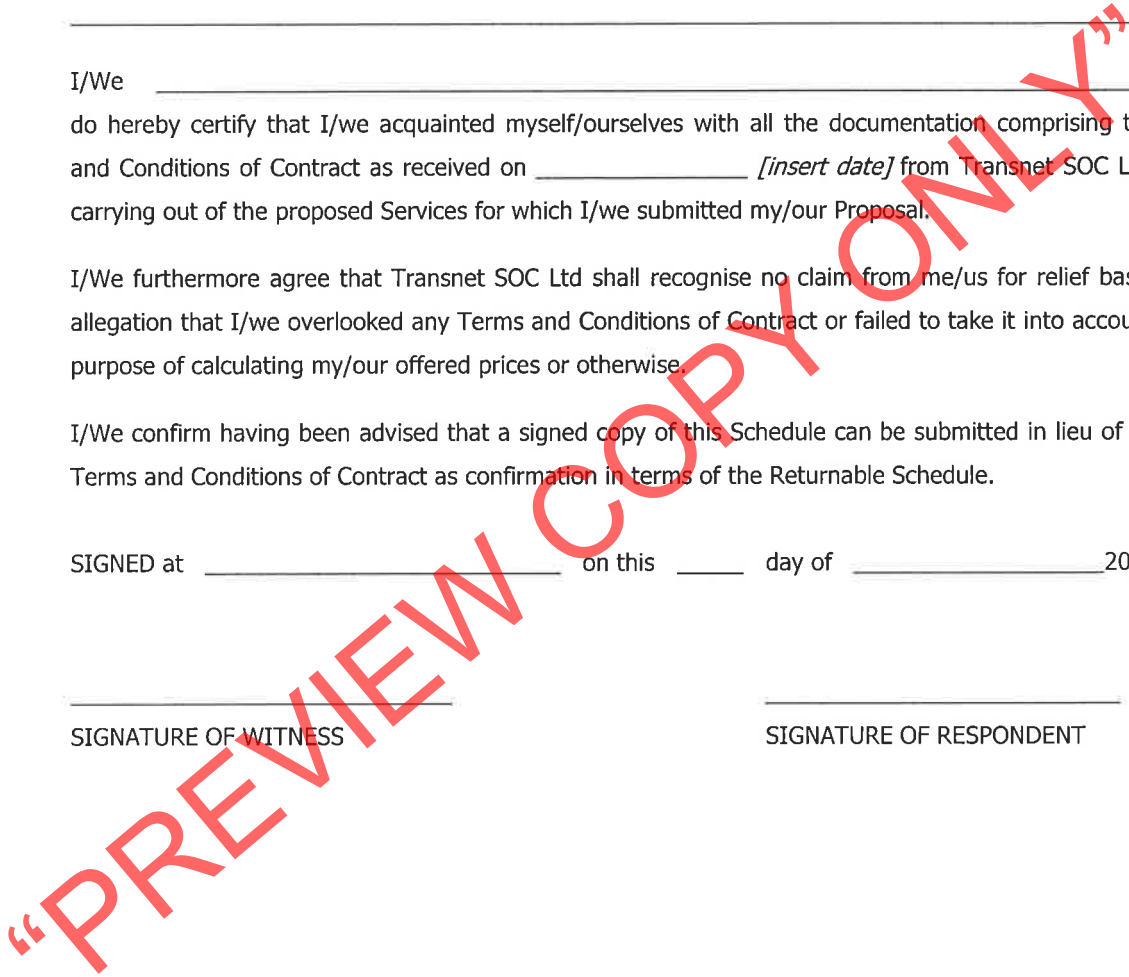 I/We
do hereby certify that I/we acquainted myself/ourselves with all the documentation comprising
and Conditions of Contract as received on [insert date] from Transnet SOC
carrying out of the proposed Services for which I/we submitted my/our Proposal.
I/We furthermore agree that Transnet SOC Ltd shall recognise no claim from me/us for relief
allegation that I/we overlooked any Terms and Conditions of Contract or failed to take it into
purpose of calculating my/our offered prices or otherwise.
I/We confirm having been advised that a signed copy of this Schedule can be submitted in lieu of
Terms and Conditions of Contract as confirmation in terms of the Returnable Schedule.
SIGNED at on this day of 20
SIGNATURE OF WITNESS SIGNATURE OF RESPONDENT
“PREVIEW COPY ONLY”